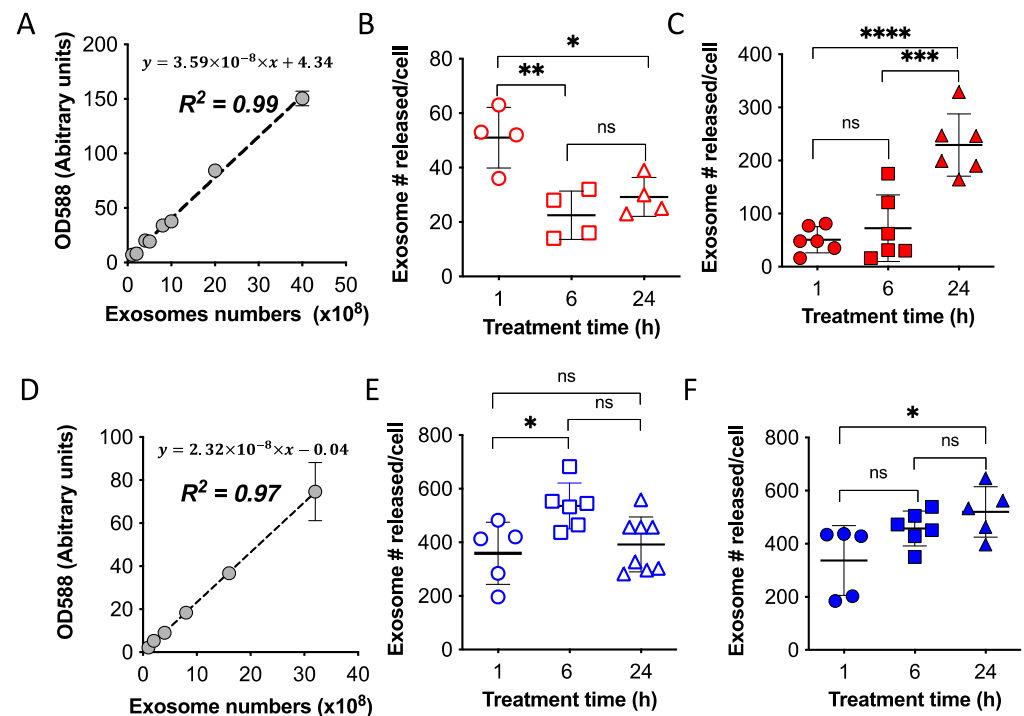 A
200
150
100
50
0
OD588 (Abitrary units)
y = 3.59×10⁻⁸×x + 4.34
R² = 0.99
0 10 20 30 40 50
Exosomes numbers (x10⁸)
B
80
60
40
20
0
Exosome # released/cell
*
**
ns
1 6 24
Treatment time (h)
C
400
300
200
100
0
Exosome # released/cell
****
***
ns
1 6 24
Treatment time (h)
D
100
80
60
40
20
0
OD588 (Abitrary units)
y = 2.32×10⁻⁸×x − 0.04
R² = 0.97
0 10 20 30 40
Exosome numbers (x10⁸)
E
800
600
400
200
0
Exosome # released/cell
ns
ns
*
1 6 24
Treatment time (h)
F
800
600
400
200
0
Exosome # released/cell
*
ns
ns
1 6 24
Treatment time (h)